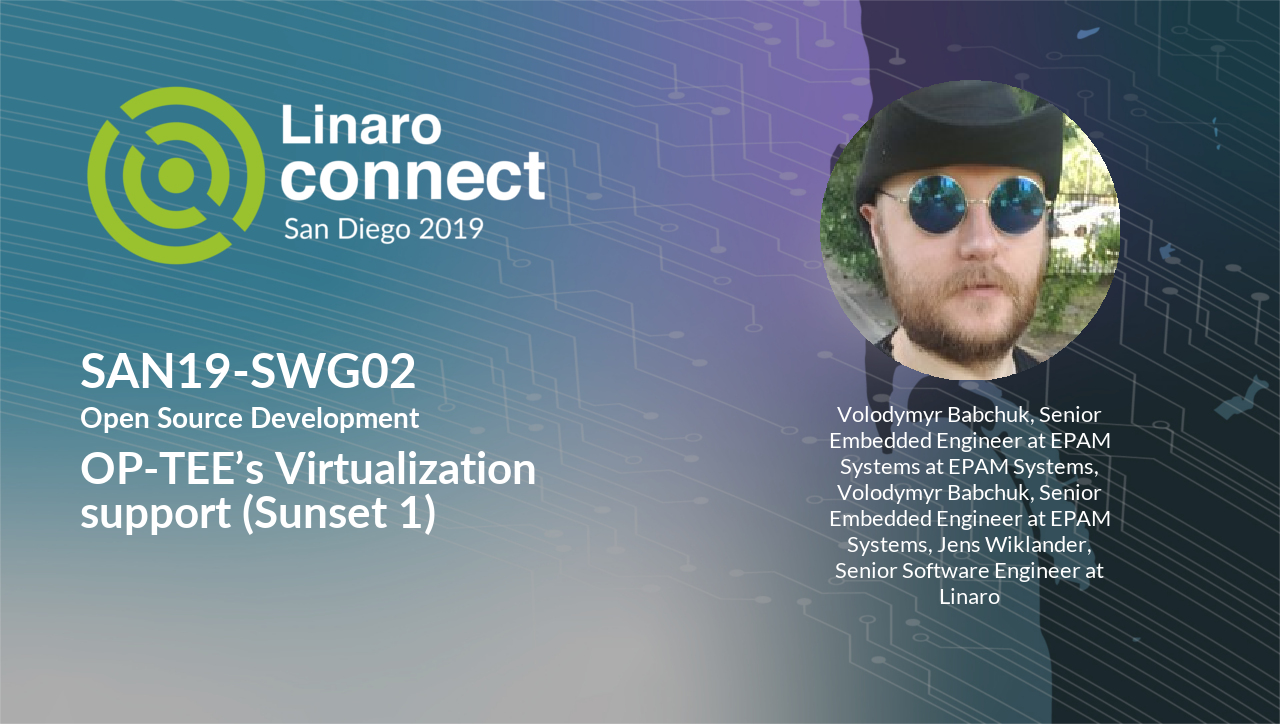 Linaro
connect
San Diego 2019
SAN19-SWG02
Open Source Development
OP-TEE’s Virtualization
support (Sunset 1)
Volodymyr Babchuk, Senior
Embedded Engineer at EPAM
Systems at EPAM Systems,
Volodymyr Babchuk, Senior
Embedded Engineer at EPAM
Systems, Jens Wiklander,
Senior Software Engineer at
Linaro